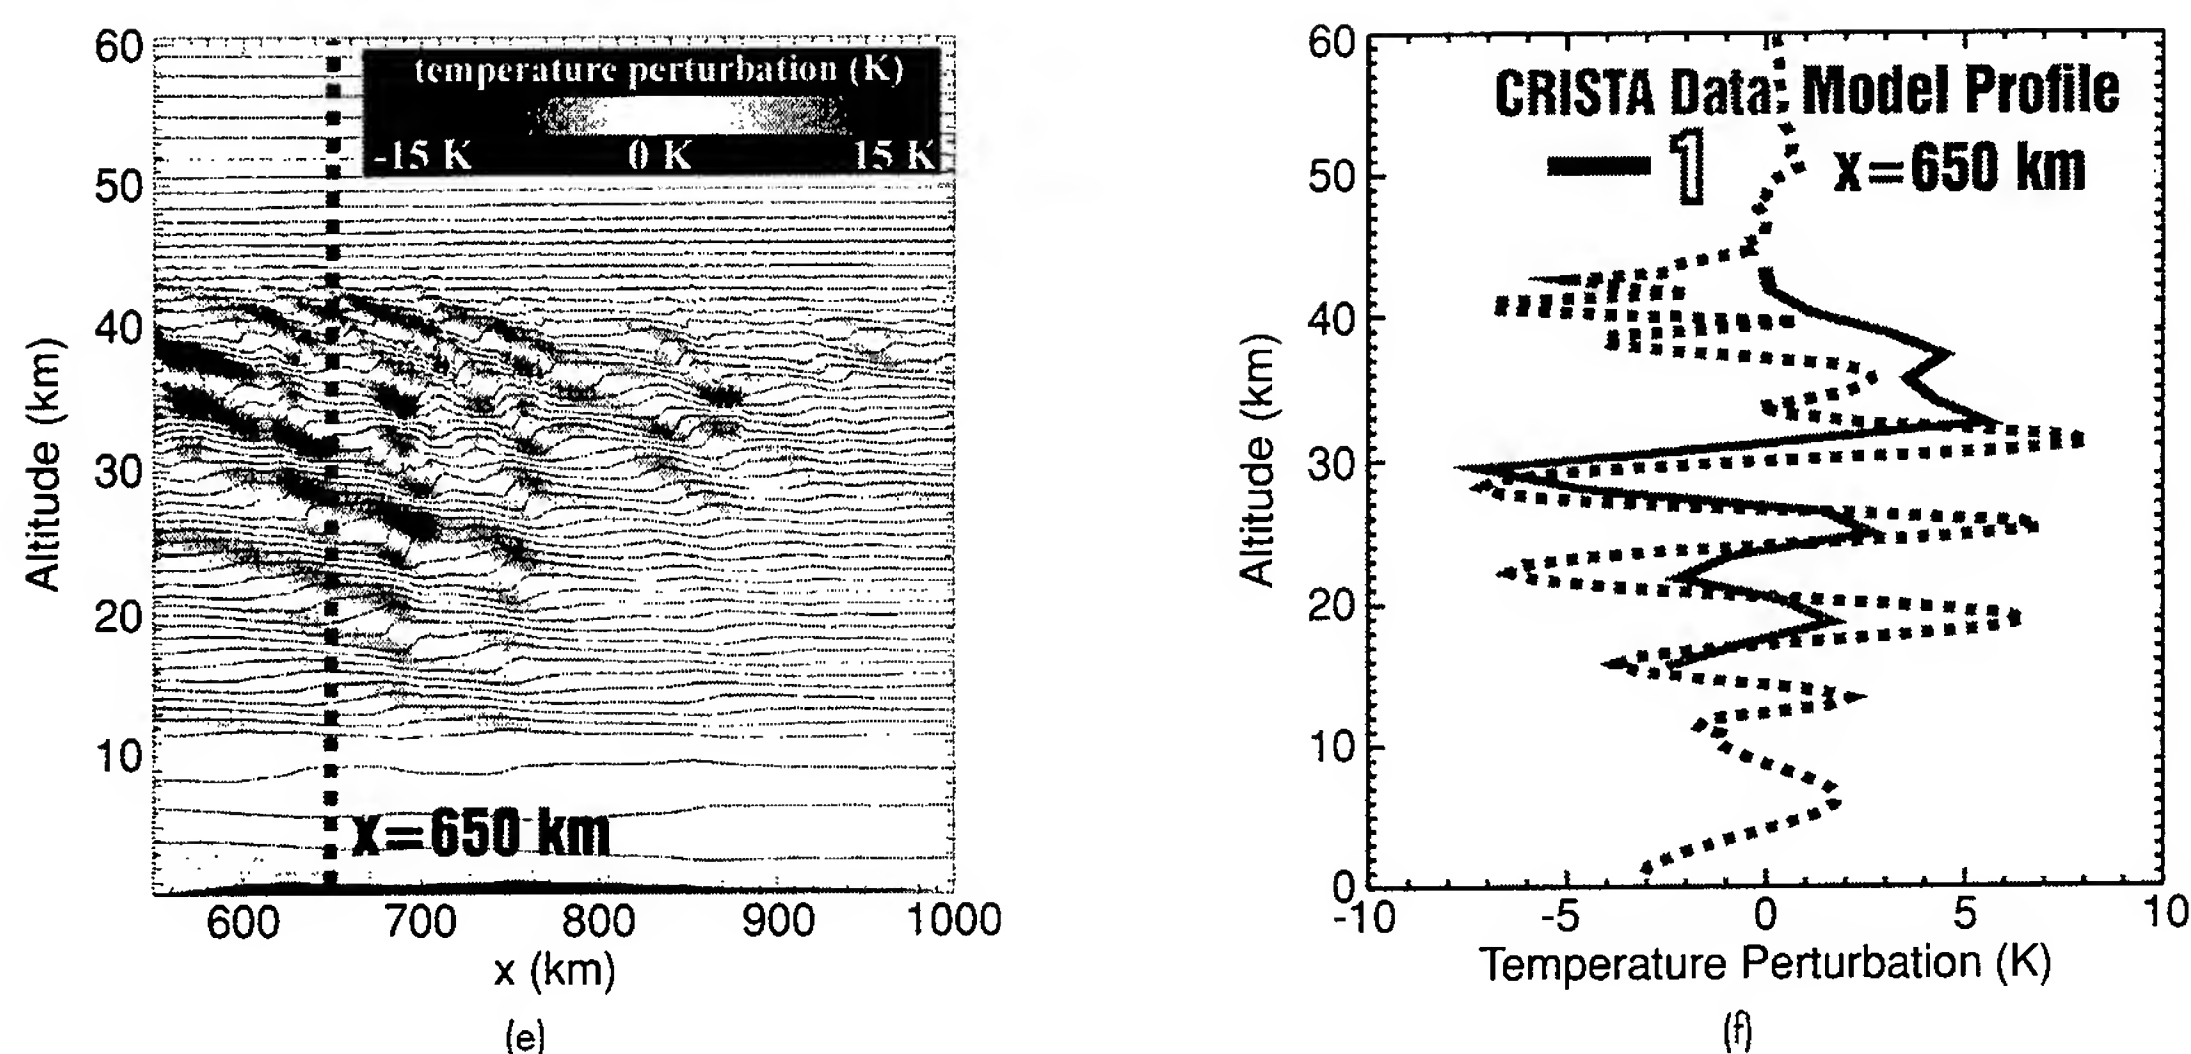 60
50
40
30
20
10
Altitude (km)
temperature perturbation (K)
-15 K 0 K 15 K
x=650 km
600 700 800 900 1000
x (km)
(e)
60
50
40
30
20
10
0
Altitude (km)
CRISTA Data: Model Profile
1 x=650 km
-10 -5 0 5 10
Temperature Perturbation (K)
(f)